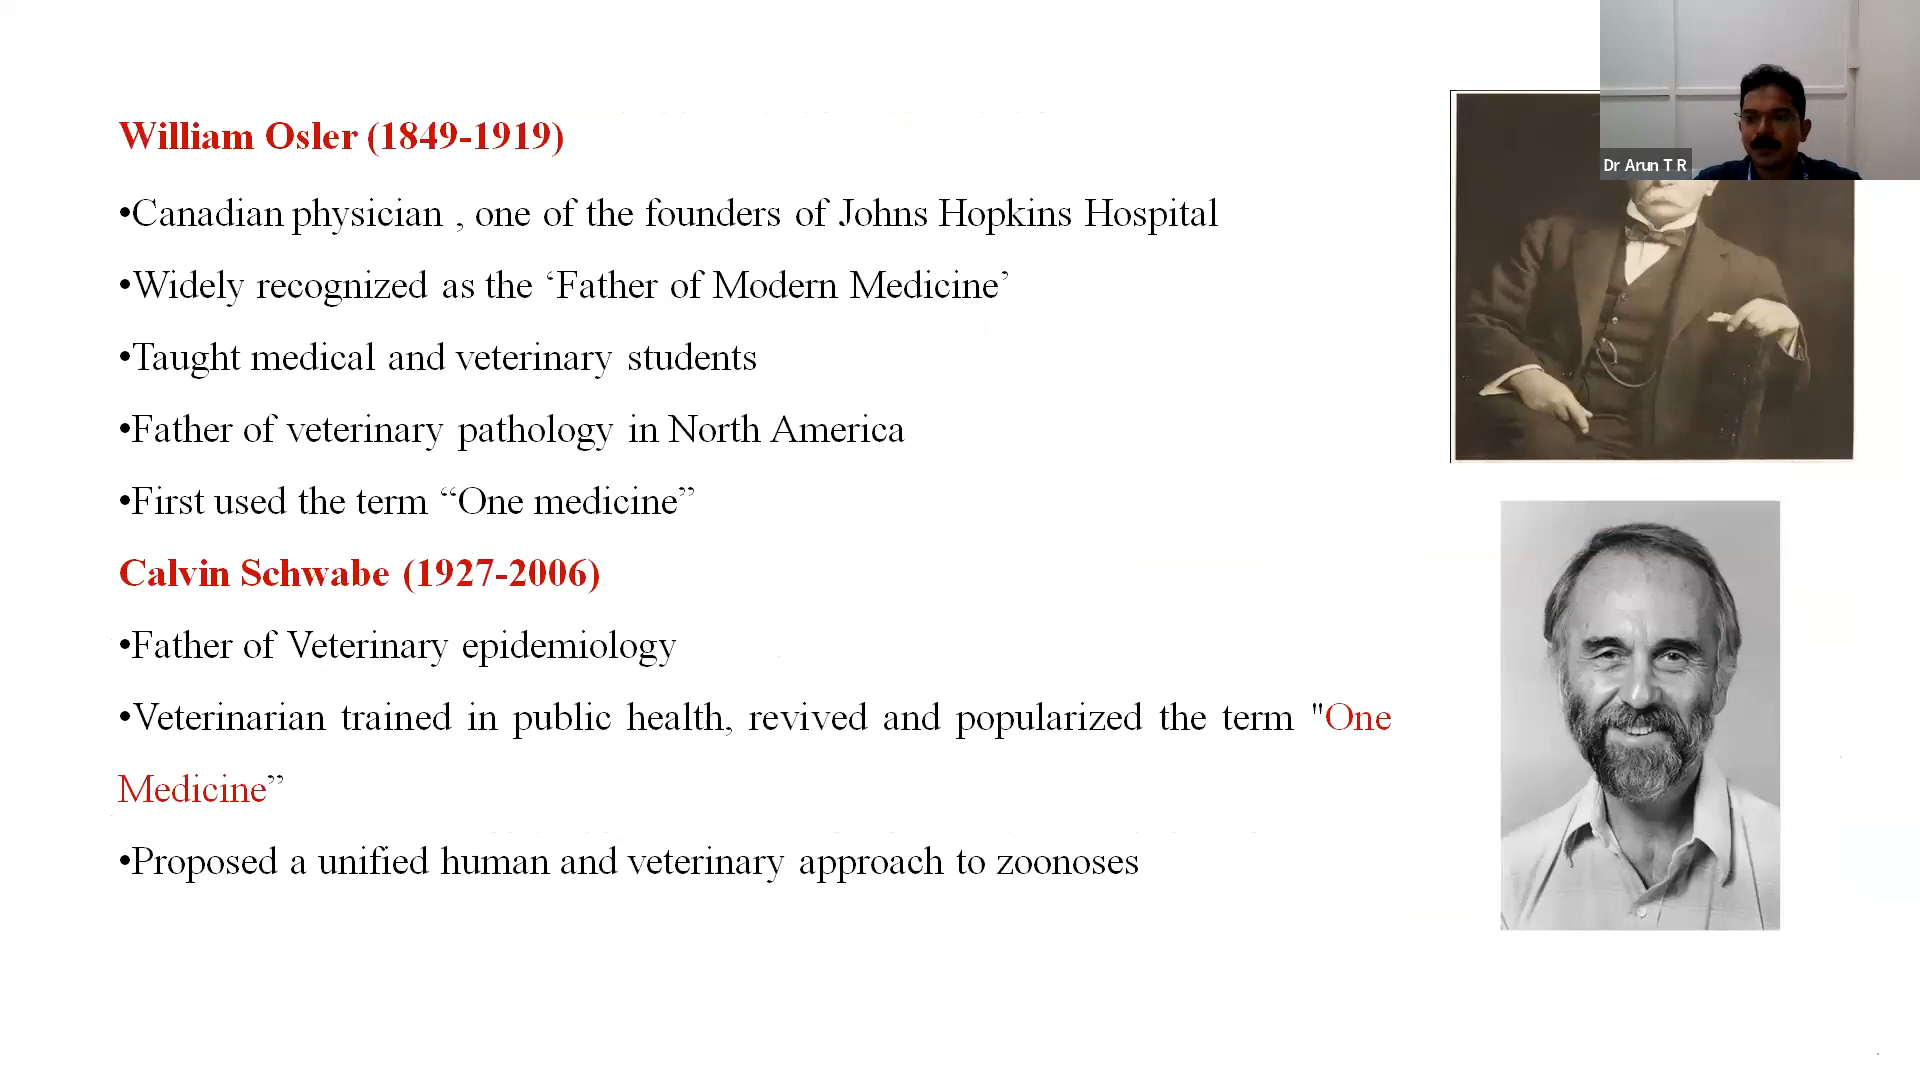 William Osler (1849-1919)
•Canadian physician , one of the founders of Johns Hopkins Hospital
•Widely recognized as the ‘Father of Modern Medicine’
•Taught medical and veterinary students
•Father of veterinary pathology in North America
•First used the term “One medicine”
Calvin Schwabe (1927-2006)
•Father of Veterinary epidemiology
•Veterinarian trained in public health, revived and popularized the term "One
Medicine”
•Proposed a unified human and veterinary approach to zoonoses
Dr Arun T R